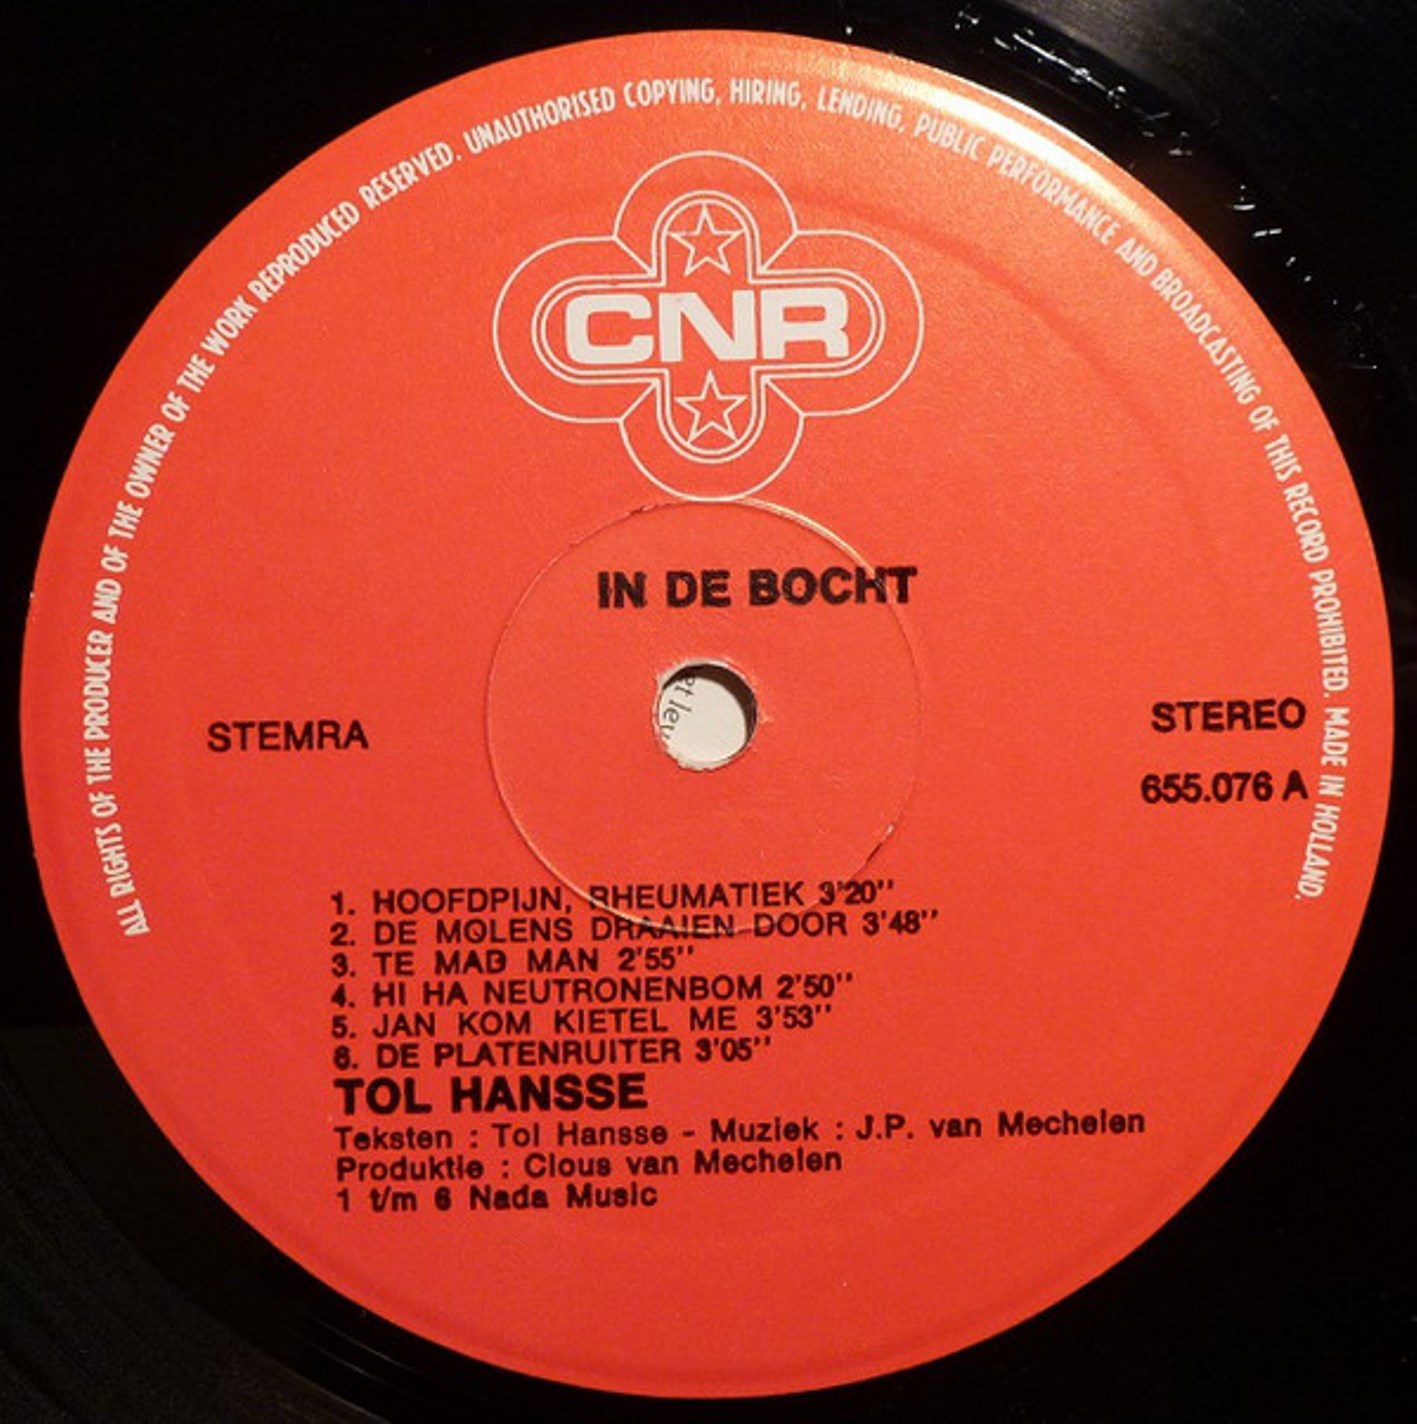 ALL RIGHTS OF THE PRODUCER AND OF THE OWNER OF THE WORK REPRODUCED RESERVED. UNAUTHORISED COPYING, HIRING, LENDING, PUBLIC PERFORMANCE AND BROADCASTING OF THIS RECORD PROHIBITED. MADE IN HOLLAND.
CNR
IN DE BOCHT
STEMRA
STEREO
655.076 A
1. HOOFDPIJN, RHEUMATIEK 3'20''
2. DE MOLENS DRAAIEN DOOR 3'48''
3. TE MAD MAN 2'55''
4. HI HA NEUTRONENBOM 2'50''
5. JAN KOM KIETEL ME 3'53''
6. DE PLATENRUITER 3'05''
TOL HANSSE
Teksten : Tol Hansse - Muziek : J.P. van Mechelen
Produktie : Clous van Mechelen
1 t/m 6 Nada Music